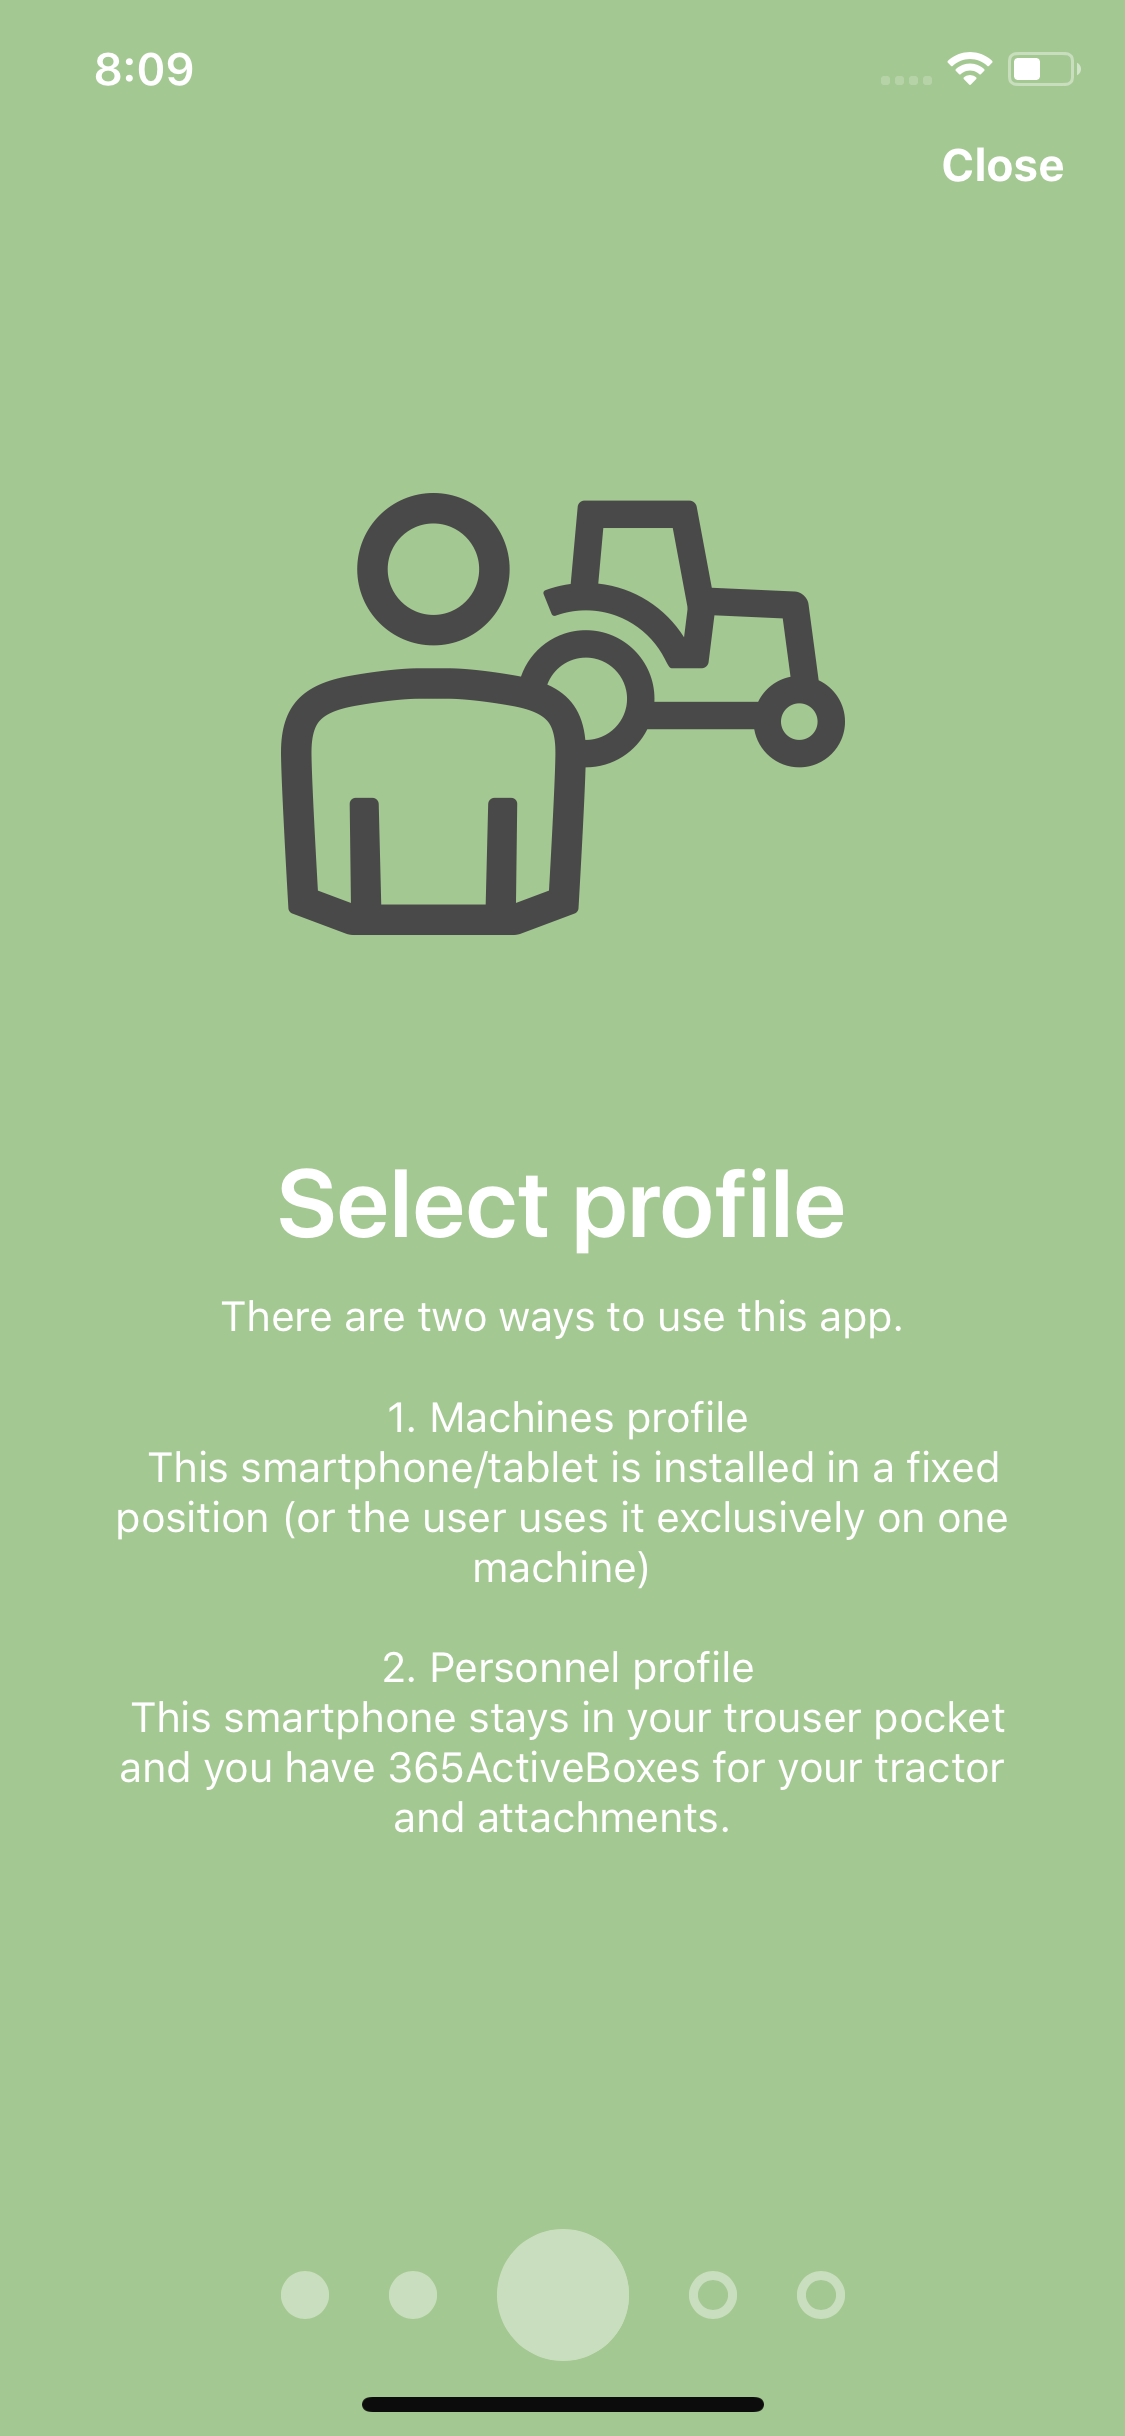 8:09
Close
Select profile
There are two ways to use this app.
1. Machines profile
This smartphone/tablet is installed in a fixed
position (or the user uses it exclusively on one
machine)
2. Personnel profile
This smartphone stays in your trouser pocket
and you have 365ActiveBoxes for your tractor
and attachments.